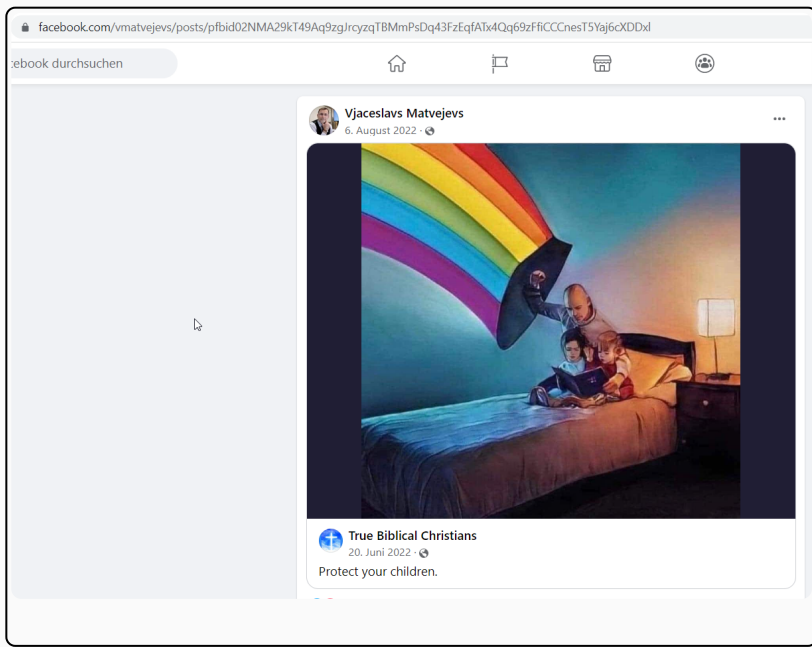 facebook.com/vmatvejevs/posts/pfbid02NMA29kT49Aq9zgJrcyzqTBMmPsDq43FzEqfATx4Qq69zFfiCCCnesT5Yaj6cXDDxl
cebook durchsuchen
Vjaceslavs Matvejevs
6. August 2022 ·
True Biblical Christians
20. Juni 2022 ·
Protect your children.